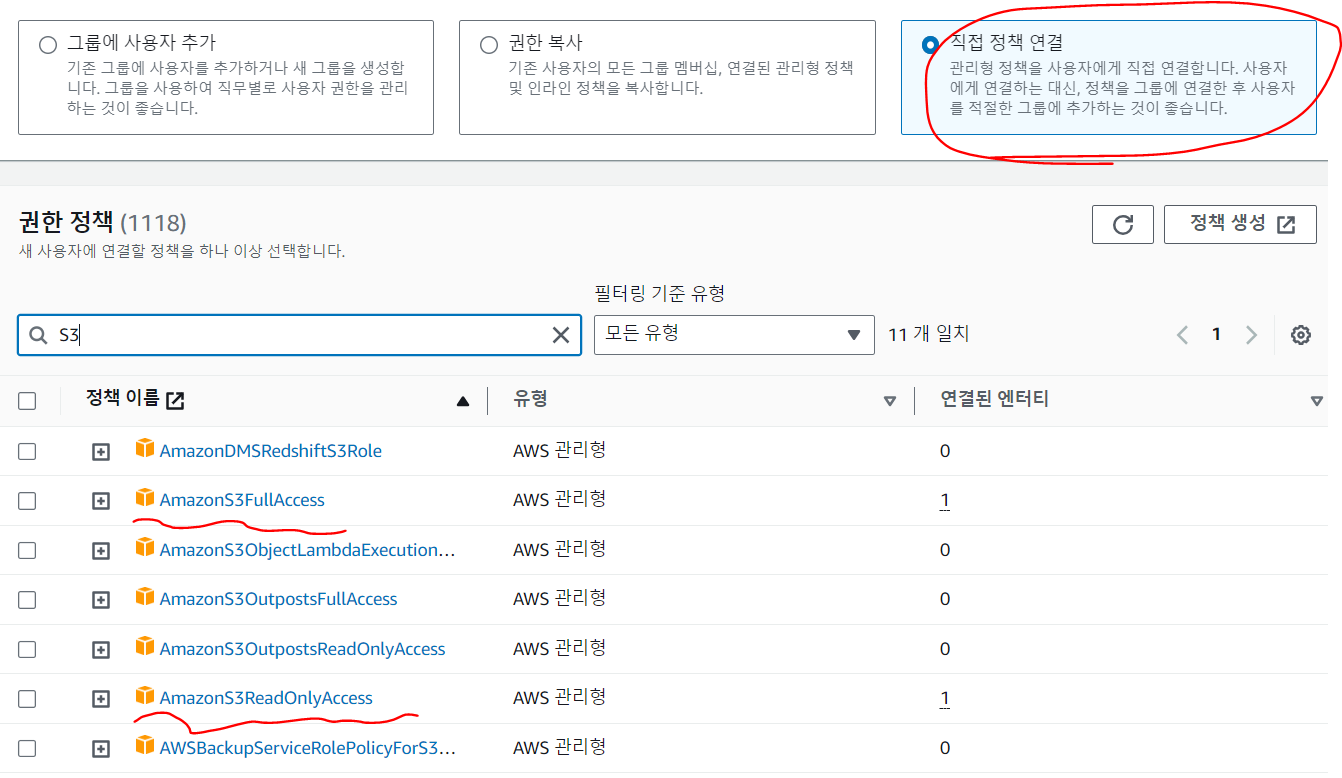 그룹에 사용자 추가
기존 그룹에 사용자를 추가하거나 새 그룹을 생성합
니다. 그룹을 사용하여 직무별로 사용자 권한을 관리
하는 것이 좋습니다.
권한 복사
기존 사용자의 모든 그룹 멤버십, 연결된 관리형 정책
및 인라인 정책을 복사합니다.
직접 정책 연결
관리형 정책을 사용자에게 직접 연결합니다. 사용자
에게 연결하는 대신, 정책을 그룹에 연결한 후 사용자
를 적절한 그룹에 추가하는 것이 좋습니다.
권한 정책 (1118)
새 사용자에 연결할 정책을 하나 이상 선택합니다.
정책 생성
필터링 기준 유형
S3
모든 유형
11 개 일치
1
정책 이름 유형 연결된 엔터티
AmazonDMSRedshiftS3Role AWS 관리형 0
AmazonS3FullAccess AWS 관리형 1
AmazonS3ObjectLambdaExecution... AWS 관리형 0
AmazonS3OutpostsFullAccess AWS 관리형 0
AmazonS3OutpostsReadOnlyAccess AWS 관리형 0
AmazonS3ReadOnlyAccess AWS 관리형 1
AWSBackupServiceRolePolicyForS3... AWS 관리형 0